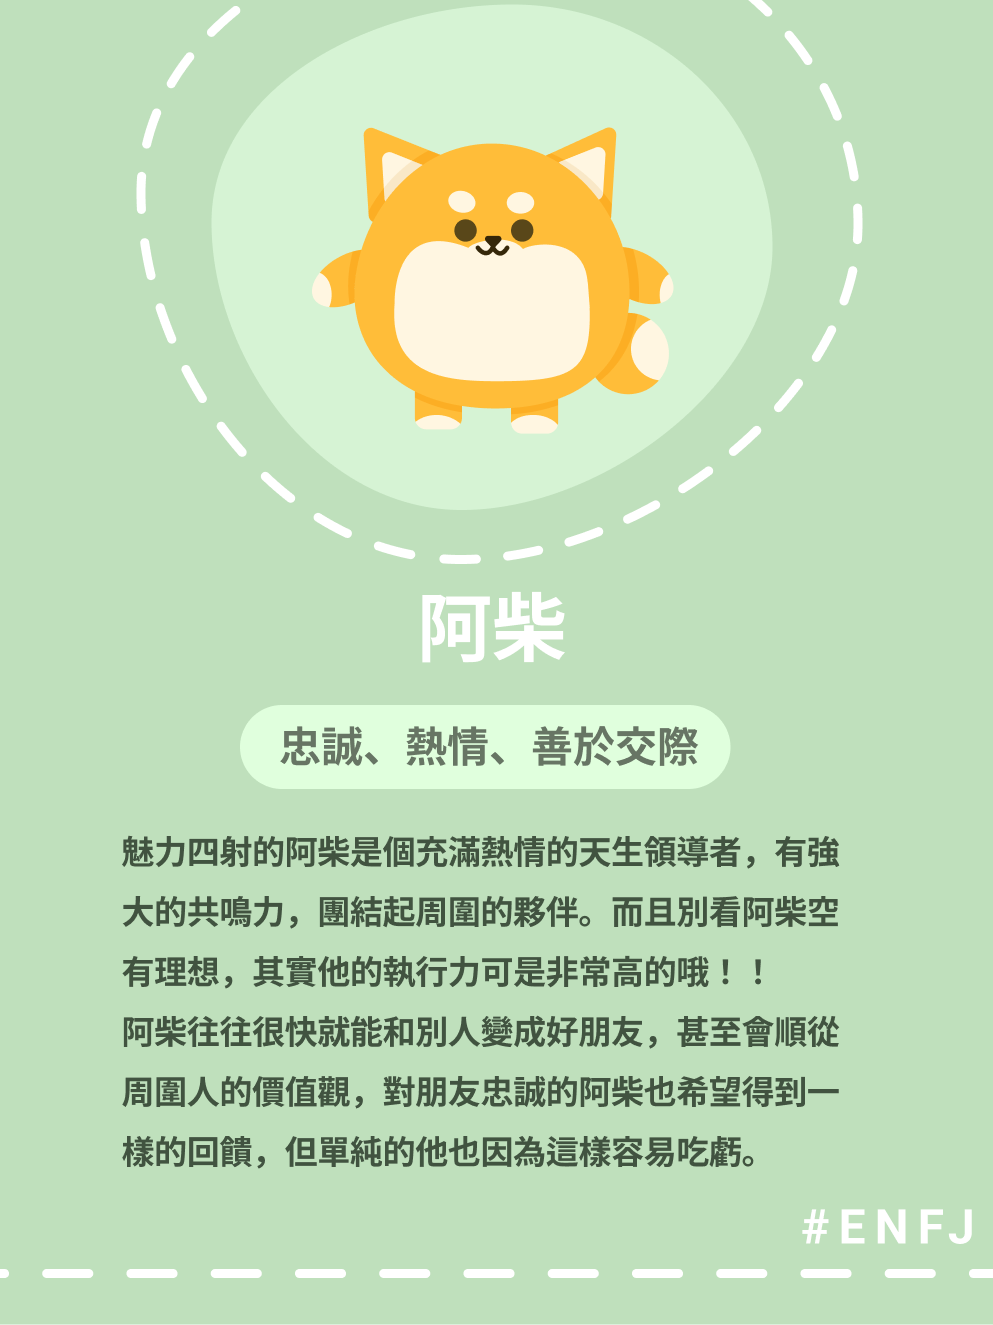 阿柴
忠誠、熱情、善於交際
魅力四射的阿柴是個充滿熱情的天生領導者，有強
大的共鳴力，團結起周圍的夥伴。而且別看阿柴空
有理想，其實他的執行力可是非常高的哦！！
阿柴往往很快就能和別人變成好朋友，甚至會順從
周圍人的價值觀，對朋友忠誠的阿柴也希望得到一
樣的回饋，但單純的他也因為這樣容易吃虧。
#ENFJ